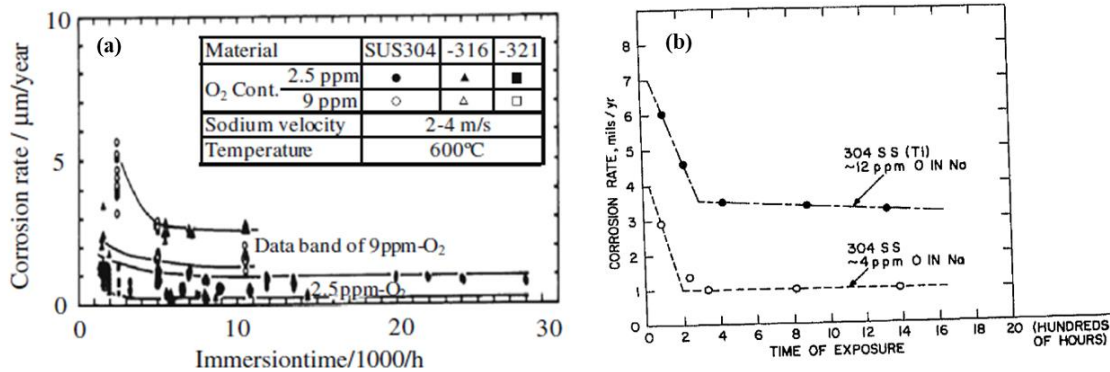 (a)
Material SUS304 -316 -321
O2 Cont. 2.5 ppm ● ▲ ■
9 ppm ○ △ □
Sodium velocity 2-4 m/s
Temperature 600℃
10
5
0
Corrosion rate / μm/year
Data band of 9ppm-O2
2.5ppm-O2
0 10 20 30
Immersiontime/1000/h
(b)
8
7
6
5
4
3
2
1
0
CORROSION RATE, mils/yr
304 SS (Ti)
~12 ppm O IN Na
304 SS
~4 ppm O IN Na
0 2 4 6 8 10 12 14 16 18 20 (HUNDREDS
OF HOURS)
TIME OF EXPOSURE